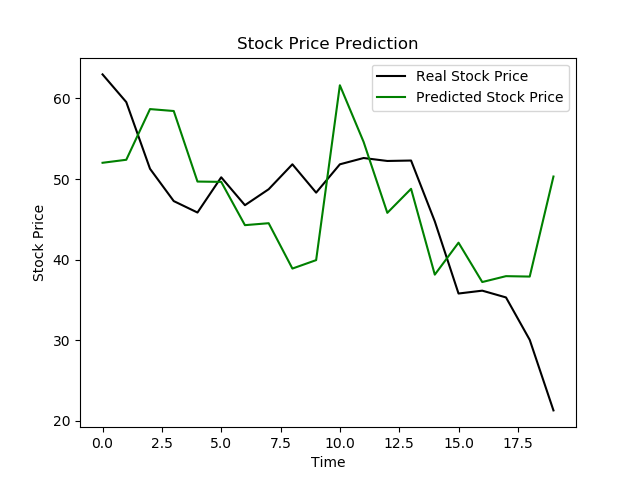 Stock Price Prediction
Real Stock Price
Predicted Stock Price
Stock Price
60
50
40
30
20
0.0 2.5 5.0 7.5 10.0 12.5 15.0 17.5
Time